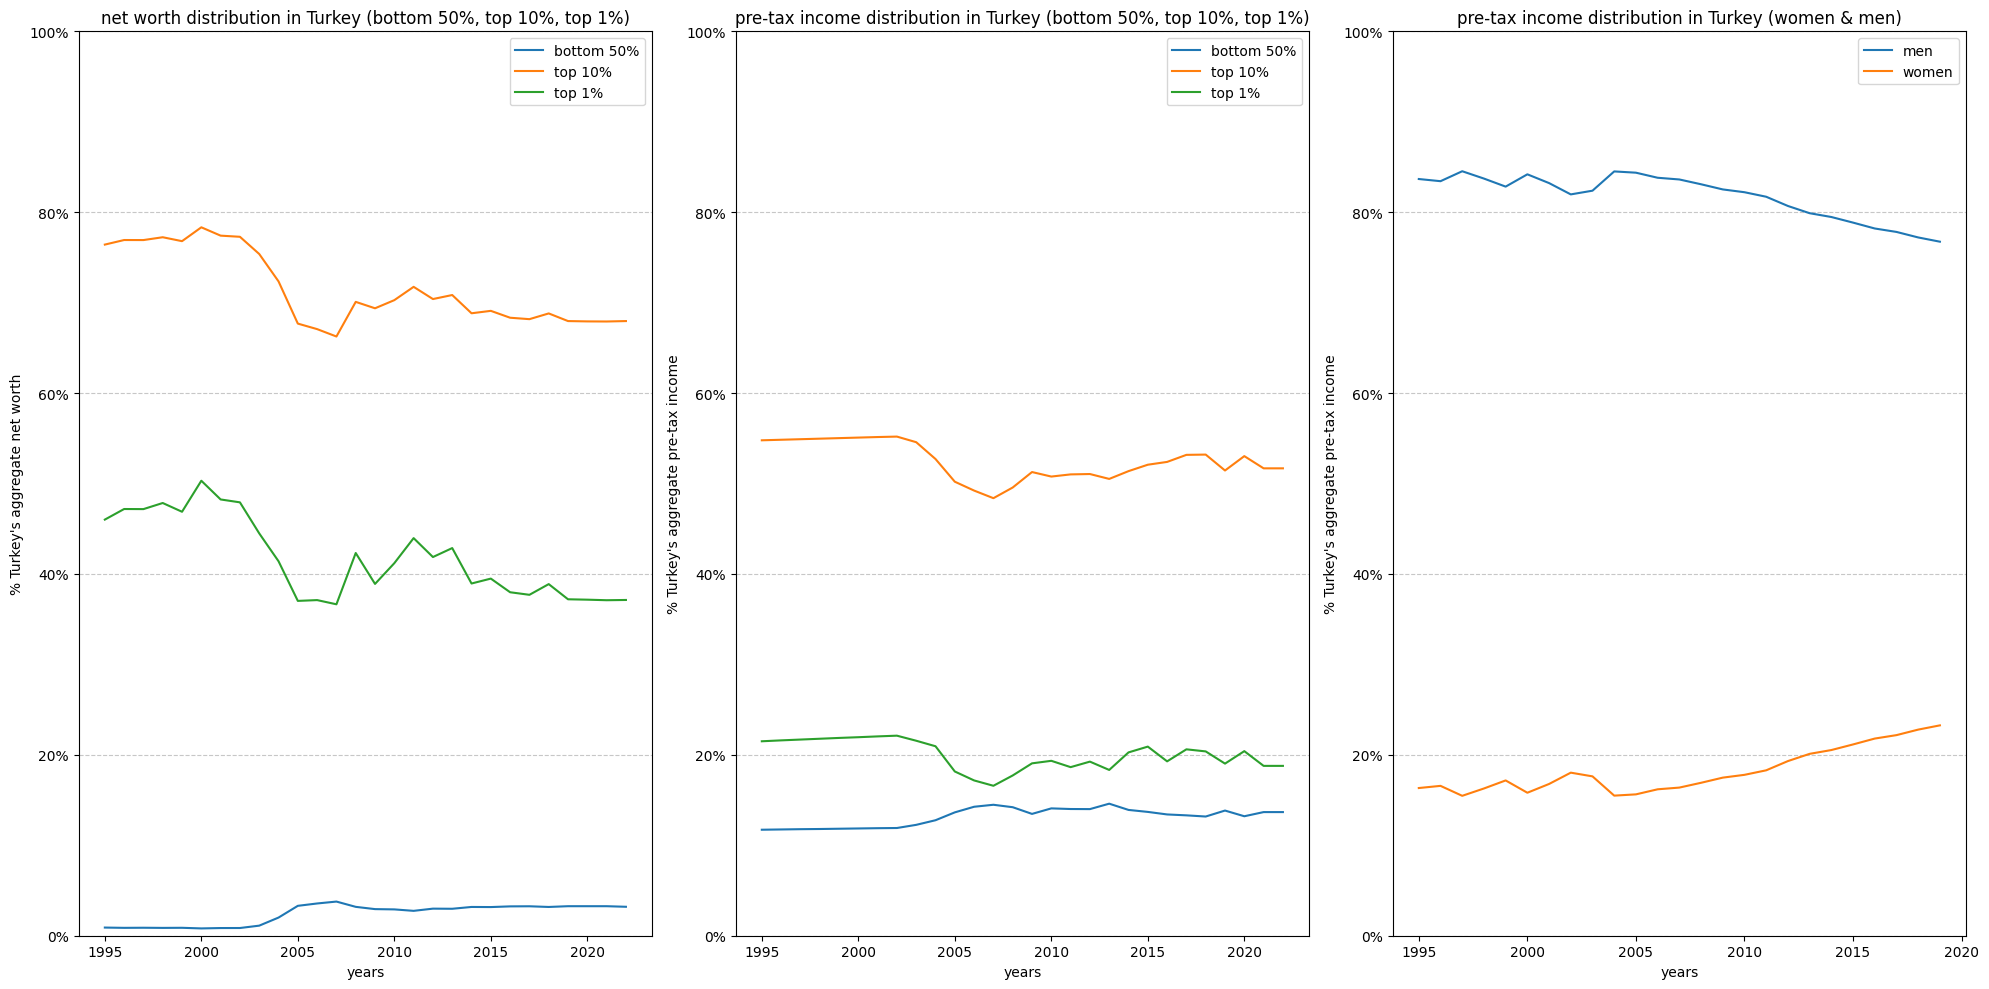 net worth distribution in Turkey (bottom 50%, top 10%, top 1%)
100%
80%
60%
40%
20%
0%
% Turkey's aggregate net worth
bottom 50%
top 10%
top 1%
1995 2000 2005 2010 2015 2020
years
pre-tax income distribution in Turkey (bottom 50%, top 10%, top 1%)
100%
80%
60%
40%
20%
0%
% Turkey's aggregate pre-tax income
bottom 50%
top 10%
top 1%
1995 2000 2005 2010 2015 2020
years
pre-tax income distribution in Turkey (women & men)
100%
80%
60%
40%
20%
0%
% Turkey's aggregate pre-tax income
men
women
1995 2000 2005 2010 2015 2020
years